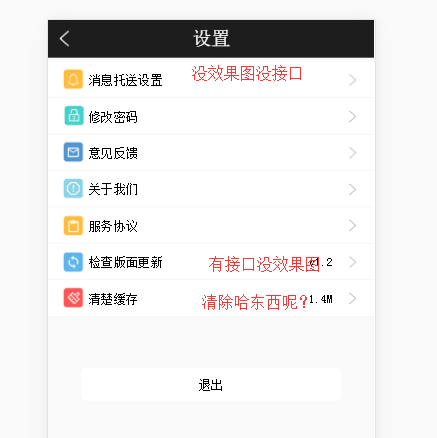 设置
消息托送设置 没效果图没接口
修改密码
意见反馈
关于我们
服务协议
检查版面更新 有接口没效果图 v1.2
清楚缓存 清除哈东西呢? 1.4M
退出